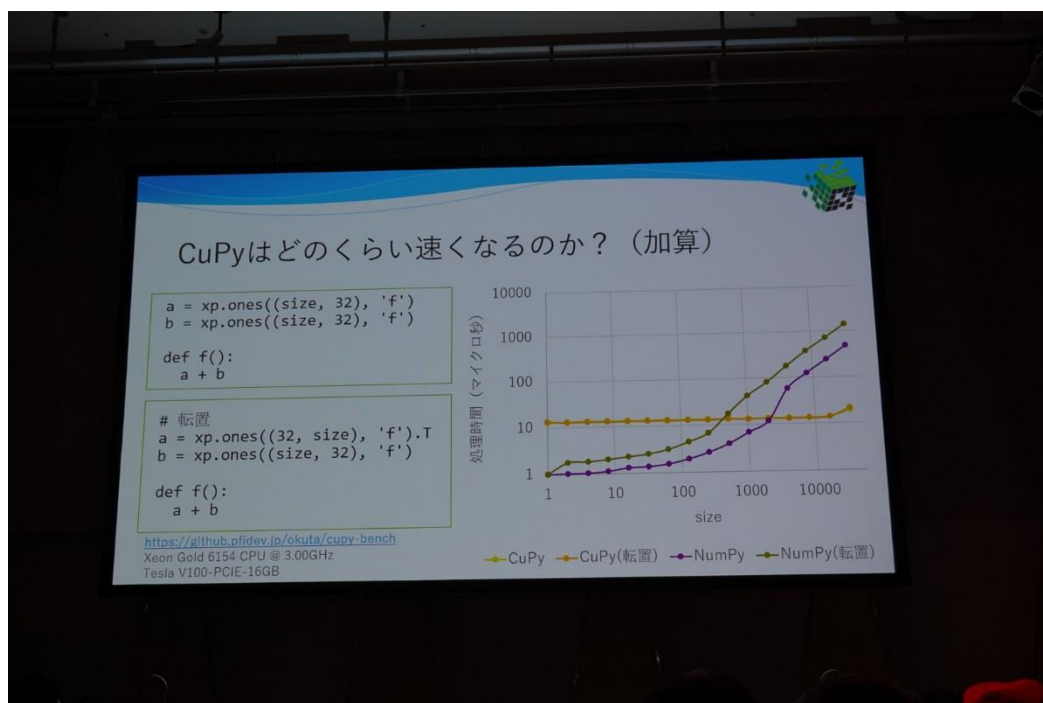 CuPyはどのくらい速くなるのか?（加算）
a = xp.ones((size, 32), 'f')
b = xp.ones((size, 32), 'f')
def f():
a + b
# 転置
a = xp.ones((32, size), 'f').T
b = xp.ones((size, 32), 'f')
def f():
a + b
https://github.pfidev.jp/okuta/cupy-bench
Xeon Gold 6154 CPU @ 3.00GHz
Tesla V100-PCIE-16GB
処理時間（マイクロ秒）
10000
1000
100
10
1
1 10 100 1000 10000
size
CuPy CuPy(転置) NumPy NumPy(転置)